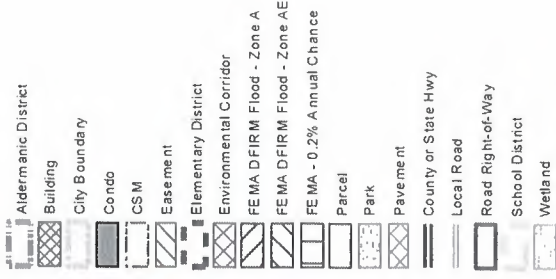 Aldermanic District
Building
City Boundary
Condo
CSM
Easement
Elementary District
Environmental Corridor
FEMA DFIRM Flood - Zone A
FEMA DFIRM Flood - Zone AE
FEMA - 0.2% Annual Chance
Parcel
Park
Pavement
County or State Hwy
Local Road
Road Right-of-Way
School District
Wetland